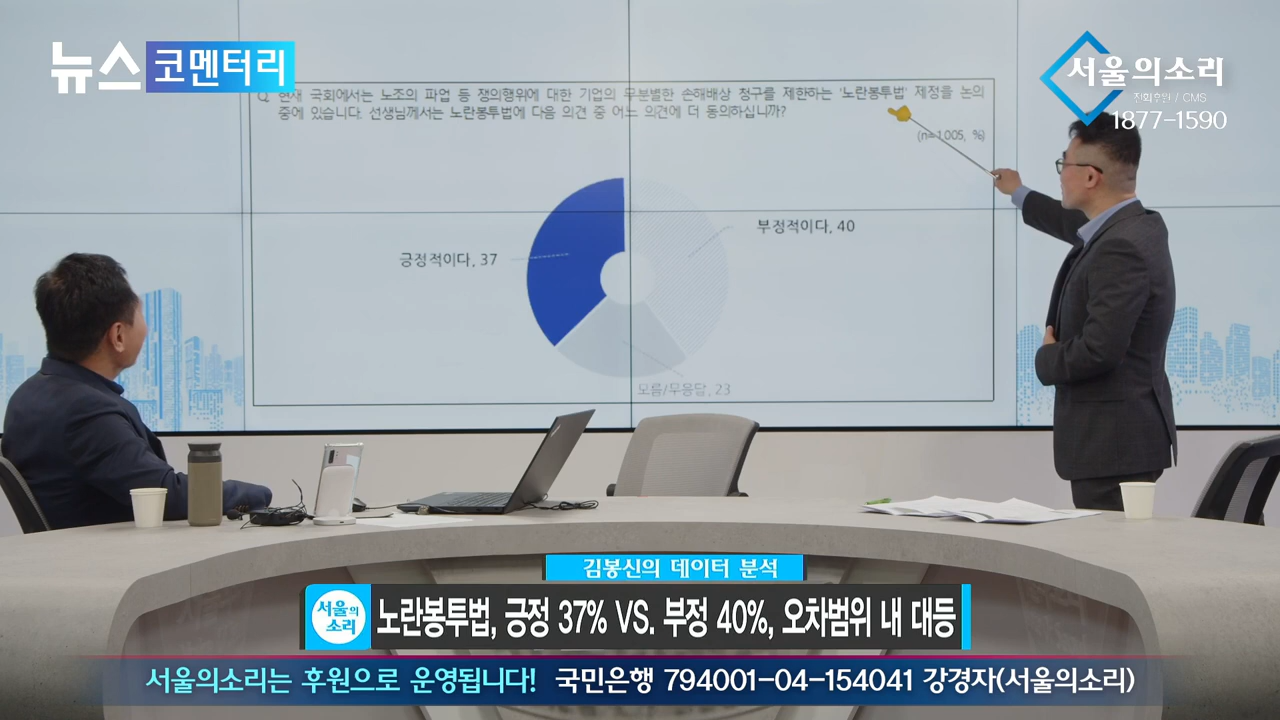 뉴스 코멘터리
서울의소리
전화후원 / CMS
1877-1590
Q. 현재 국회에서는 노조의 파업 등 쟁의행위에 대한 기업의 무분별한 손해배상 청구를 제한하는 '노란봉투법' 제정을 논의
중에 있습니다. 선생님께서는 노란봉투법에 다음 의견 중 어느 의견에 더 동의하십니까?
(n=1,005, %)
부정적이다, 40
긍정적이다, 37
모름/무응답, 23
김봉신의 데이터 분석
서울의
소리
노란봉투법, 긍정 37% VS. 부정 40%, 오차범위 내 대등
서울의소리는 후원으로 운영됩니다! 국민은행 794001-04-154041 강경자(서울의소리)